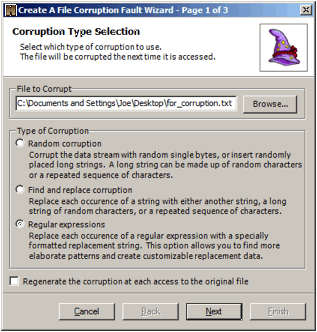 Create A File Corruption Fault Wizard - Page 1 of 3
Corruption Type Selection
Select which type of corruption to use.
The file will be corrupted the next time it is accessed.
File to Corrupt
C:\Documents and Settings\Joe\Desktop\for_corruption.txt
Browse...
Type of Corruption
Random corruption
Corrupt the data stream with random single bytes, or insert randomly
placed long strings. A long string can be made up of random characters
or a repeated sequence of characters.
Find and replace corruption
Replace each occurence of a string with either another string, a long
string of random characters, or a repeated sequence of characters.
Regular expressions
Replace each occurence of a regular expression with a specially
formatted replacement string. This option allows you to find more
elaborate patterns and create customizable replacement data.
Regenerate the corruption at each access to the original file
Cancel
Back
Next
Finish